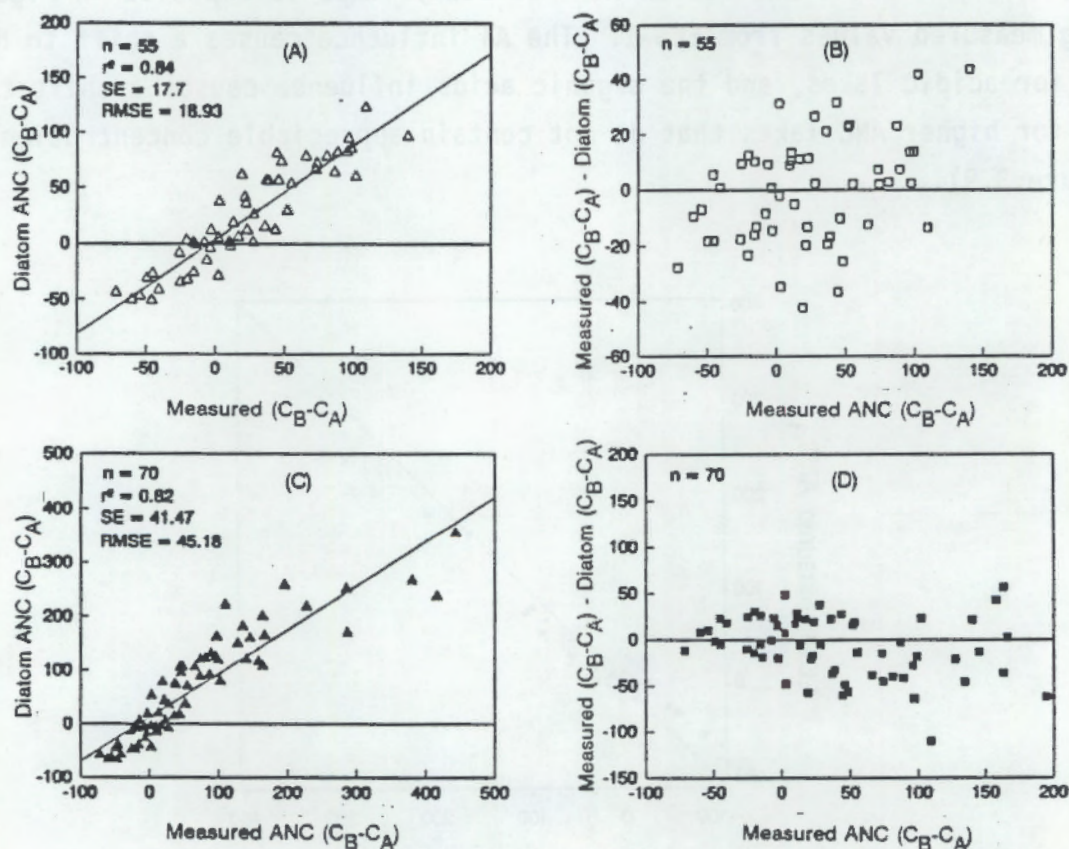 200
150
100
50
0
-50
-100
n = 55
r² = 0.84
SE = 17.7
RMSE = 18.93
(A)
Diatom ANC (C_B-C_A)
-100 -50 0 50 100 150 200
Measured (C_B-C_A)
60
40
20
0
-20
-40
-60
n = 55
(B)
Measured (C_B-C_A) - Diatom (C_B-C_A)
-100 -50 0 50 100 150 200
Measured ANC (C_B-C_A)
500
400
300
200
100
0
-100
n = 70
r² = 0.82
SE = 41.47
RMSE = 45.18
(C)
Diatom ANC (C_B-C_A)
-100 0 100 200 300 400 500
Measured ANC (C_B-C_A)
200
150
100
50
0
-50
-100
-150
n = 70
(D)
Measured (C_B-C_A) - Diatom (C_B-C_A)
-100 -50 0 50 100 150 200
Measured ANC (C_B-C_A)